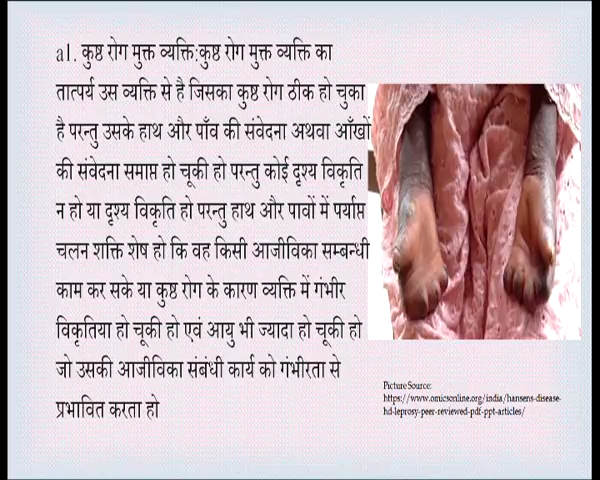 a1. कुष्ठ रोग मुक्त व्यक्ति:कुष्ठ रोग मुक्त व्यक्ति का
तात्पर्य उस व्यक्ति से है जिसका कुष्ठ रोग ठीक हो चुका
है परन्तु उसके हाथ और पाँव की संवेदना अथवा आँखों
की संवेदना समाप्त हो चूकी हो परन्तु कोई दृश्य विकृति
न हो या दृश्य विकृति हो परन्तु हाथ और पावों में पर्याप्त
चलन शक्ति शेष हो कि वह किसी आजीविका सम्बन्धी
काम कर सके या कुष्ठ रोग के कारण व्यक्ति में गंभीर
विकृतिया हो चूकी हो एवं आयु भी ज्यादा हो चूकी हो
जो उसकी आजीविका संबंधी कार्य को गंभीरता से
प्रभावित करता हो
Picture Source:
https://www.omicsonline.org/india/hansens-disease-
hd-leprosy-peer-reviewed-pdf-ppt-articles/